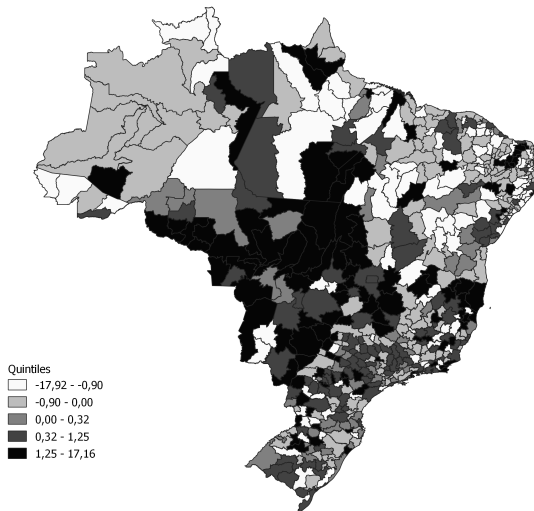 Quintiles
-17,92 - -0,90
-0,90 - 0,00
0,00 - 0,32
0,32 - 1,25
1,25 - 17,16